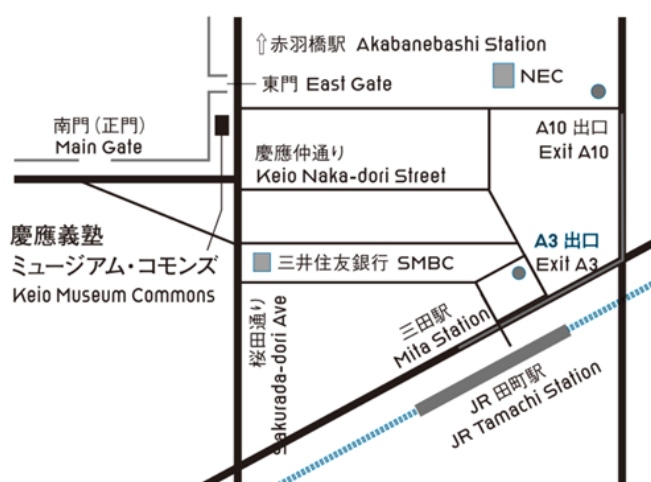 ⇧赤羽橋駅 Akabanebashi Station
NEC
東門 East Gate
南門(正門)
Main Gate
A10 出口
Exit A10
慶應仲通り
Keio Naka-dori Street
慶應義塾
ミュージアム・コモンズ
Keio Museum Commons
A3 出口
Exit A3
三井住友銀行 SMBC
三田駅
Mita Station
桜田通り
Sakurada-dori Ave
JR 田町駅
JR Tamachi Station